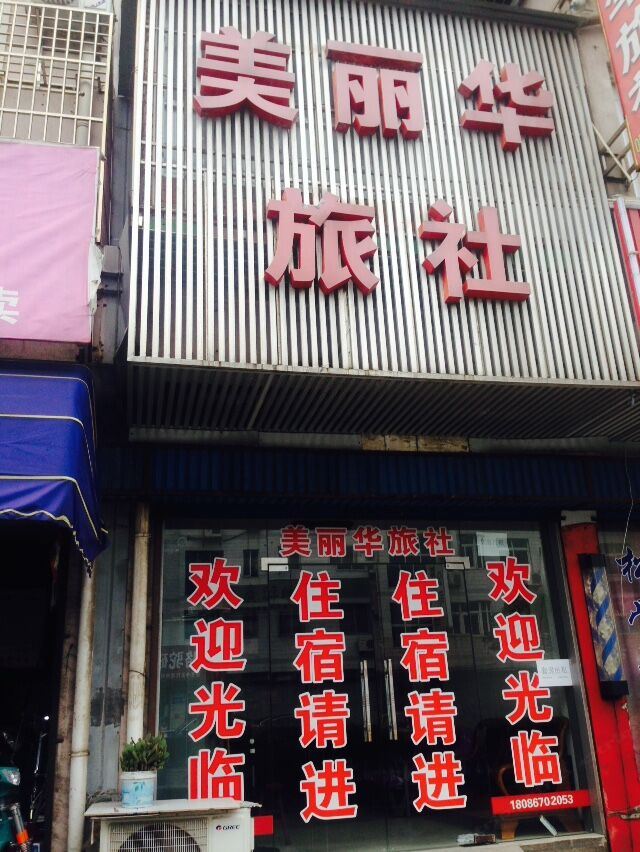 美丽华
旅社
美丽华旅社
欢迎光临
住宿请进
住宿请进
欢迎光临
18086702053
GREE